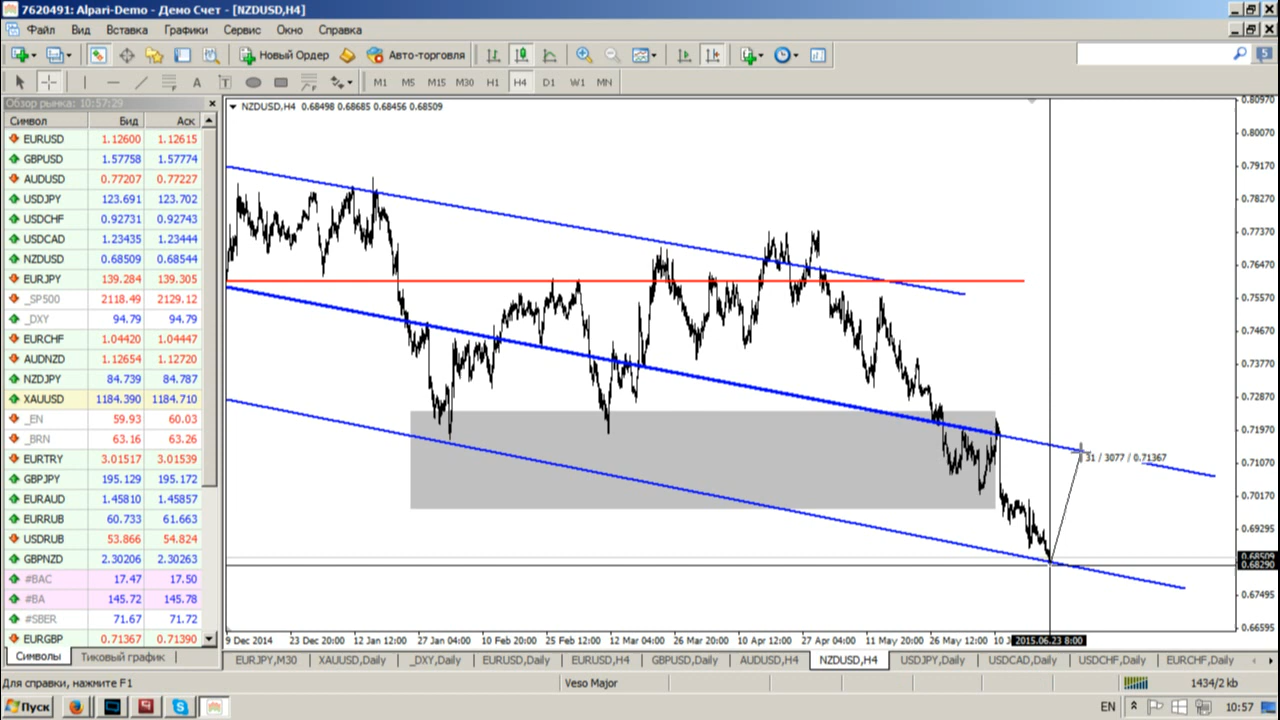 7620491: Alpari-Demo - Демо Счет - [NZDUSD,H4]
Файл Вид Вставка Графики Сервис Окно Справка
Новый Ордер Авто-торговля
5
A T M1 M5 M15 M30 H1 H4 D1 W1 MN
Обзор рынка: 10:57:29
Символ Бид Аск
EURUSD 1.12600 1.12615
GBPUSD 1.57758 1.57774
AUDUSD 0.77207 0.77227
USDJPY 123.691 123.702
USDCHF 0.92731 0.92743
USDCAD 1.23435 1.23444
NZDUSD 0.68509 0.68544
EURJPY 139.284 139.305
_SP500 2118.49 2129.12
_DXY 94.79 94.79
EURCHF 1.04420 1.04447
AUDNZD 1.12654 1.12720
NZDJPY 84.739 84.787
XAUUSD 1184.390 1184.710
_EN 59.93 60.03
_BRN 63.16 63.26
EURTRY 3.01517 3.01539
GBPJPY 195.129 195.172
EURAUD 1.45810 1.45857
EURRUB 60.733 61.663
USDRUB 53.866 54.824
GBPNZD 2.30206 2.30263
#BAC 17.47 17.50
#BA 145.72 145.78
#SBER 71.67 71.72
EURGBP 0.71367 0.71390
Символы Тиковый график
NZDUSD,H4 0.68498 0.68685 0.68456 0.68509
31 / 3077 / 0.71367
0.80970
0.80070
0.79170
0.78270
0.77370
0.76470
0.75570
0.74670
0.73770
0.72870
0.71970
0.71070
0.70170
0.69295
0.68509
0.68290
0.67495
0.66595
9 Dec 2014 23 Dec 20:00 12 Jan 12:00 27 Jan 04:00 10 Feb 20:00 25 Feb 12:00 12 Mar 04:00 26 Mar 20:00 10 Apr 12:00 27 Apr 04:00 11 May 20:00 26 May 12:00 10 J 2015.06.23 8:00
EURJPY,M30 XAUUSD,Daily _DXY,Daily EURUSD,Daily EURUSD,H4 GBPUSD,Daily AUDUSD,H4 NZDUSD,H4 USDJPY,Daily USDCAD,Daily USDCHF,Daily EURCHF,Daily
Для справки, нажмите F1 Veso Major 1434/2 kb
Пуск EN 10:57